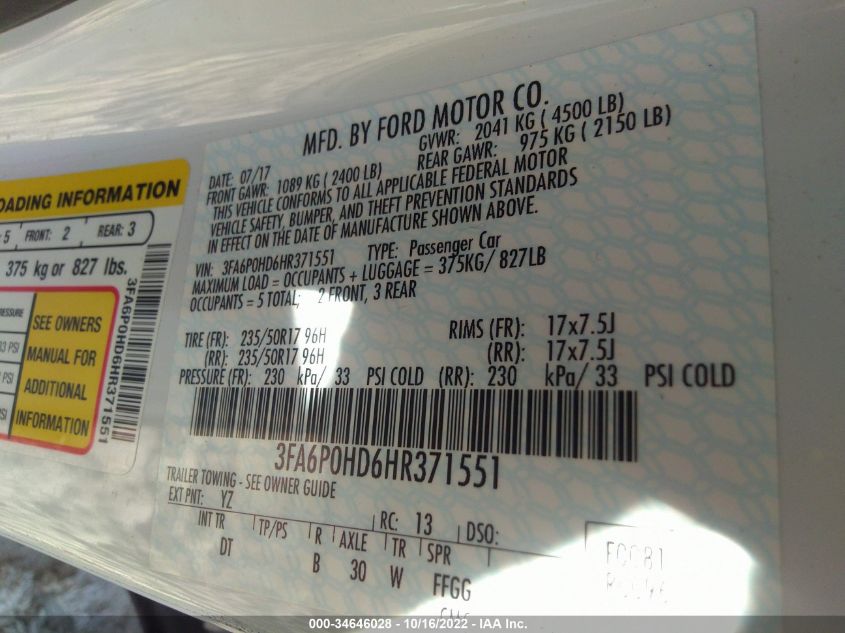 OADING INFORMATION
5 FRONT: 2 REAR: 3
375 kg or 827 lbs.
SEE OWNERS
MANUAL FOR
ADDITIONAL
INFORMATION
PSI
PSI
3FA6P0HD6HR371551
MFD. BY FORD MOTOR CO.
DATE: 07/17 GVWR: 2041 KG ( 4500 LB)
FRONT GAWR: 1089 KG ( 2400 LB) REAR GAWR: 975 KG ( 2150 LB)
THIS VEHICLE CONFORMS TO ALL APPLICABLE FEDERAL MOTOR
VEHICLE SAFETY, BUMPER, AND THEFT PREVENTION STANDARDS
IN EFFECT ON THE DATE OF MANUFACTURE SHOWN ABOVE.
VIN: 3FA6P0HD6HR371551 TYPE: Passenger Car
MAXIMUM LOAD = OCCUPANTS + LUGGAGE = 375KG/ 827LB
OCCUPANTS = 5 TOTAL; 2 FRONT, 3 REAR
TIRE (FR): 235/50R17 96H RIMS (FR): 17x7.5J
(RR): 235/50R17 96H (RR): 17x7.5J
PRESSURE (FR): 230 kPa/ 33 PSI COLD (RR): 230 kPa/ 33 PSI COLD
3FA6P0HD6HR371551
TRAILER TOWING - SEE OWNER GUIDE
EXT PNT: YZ RC: 13 DSO:
INT TR TP/PS R AXLE TR SPR
DT B 30 W FFGG
000-34646028 - 10/16/2022 - IAA Inc.